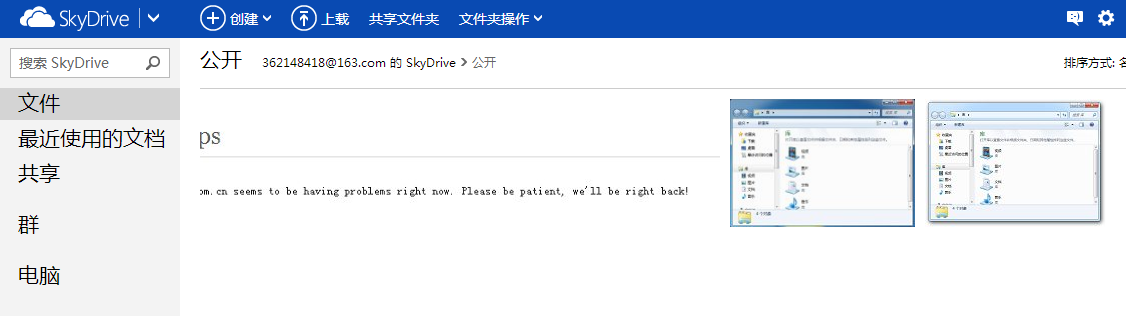 SkyDrive 创建 上载 共享文件夹 文件夹操作
搜索 SkyDrive
公开 362148418@163.com 的 SkyDrive > 公开
排序方式: 名
文件
最近使用的文档
共享
群
电脑
ps
om.cn seems to be having problems right now. Please be patient, we'll be right back!